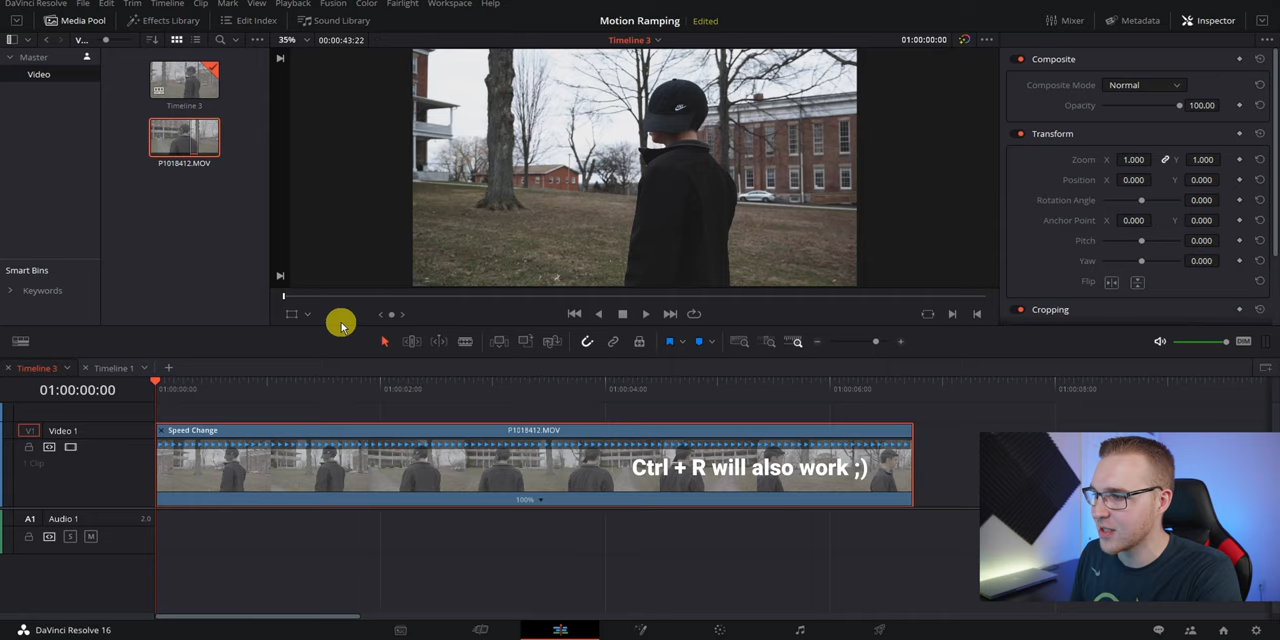 DaVinci Resolve File Edit Trim Timeline Clip Mark View Playback Fusion Color Fairlight Workspace Help
Media Pool Effects Library Edit Index Sound Library Motion Ramping Edited Mixer Metadata Inspector
V... 35% 00:00:43:22 Timeline 3 01:00:00:00
Master
Video
Timeline 3
P1018412.MOV
Smart Bins
Keywords
Composite
Composite Mode Normal
Opacity 100.00
Transform
Zoom X 1.000 Y 1.000
Position X 0.000 Y 0.000
Rotation Angle 0.000
Anchor Point X 0.000 Y 0.000
Pitch 0.000
Yaw 0.000
Flip
Cropping
DIM
Timeline 3 Timeline 1
01:00:00:00 01:00:00:00 01:00:02:00 01:00:04:00 01:00:06:00 01:00:08:00
V1 Video 1 Speed Change P1018412.MOV
1 Clip
Ctrl + R will also work ;)
100%
A1 Audio 1 2.0
S M
DaVinci Resolve 16